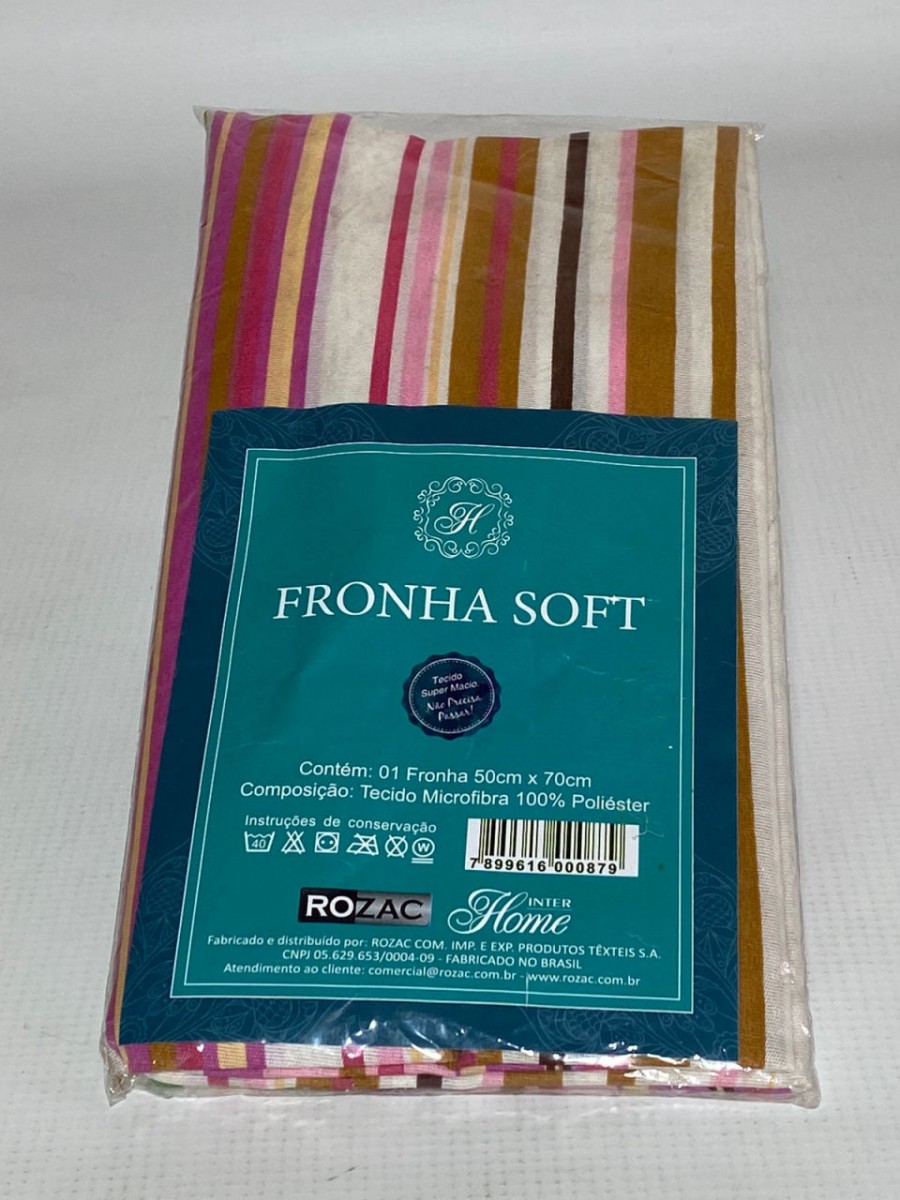 H
FRONHA SOFT
Tecido
Super Macio.
Não Precisa
Passar!
Contém: 01 Fronha 50cm x 70cm
Composição: Tecido Microfibra 100% Poliéster
Instruções de conservação
40
W
7 899616 000879
ROZAC
INTER
Home
Fabricado e distribuído por: ROZAC COM. IMP. E EXP. PRODUTOS TÊXTEIS S.A.
CNPJ 05.629.653/0004-09 - FABRICADO NO BRASIL
Atendimento ao cliente: comercial@rozac.com.br - www.rozac.com.br